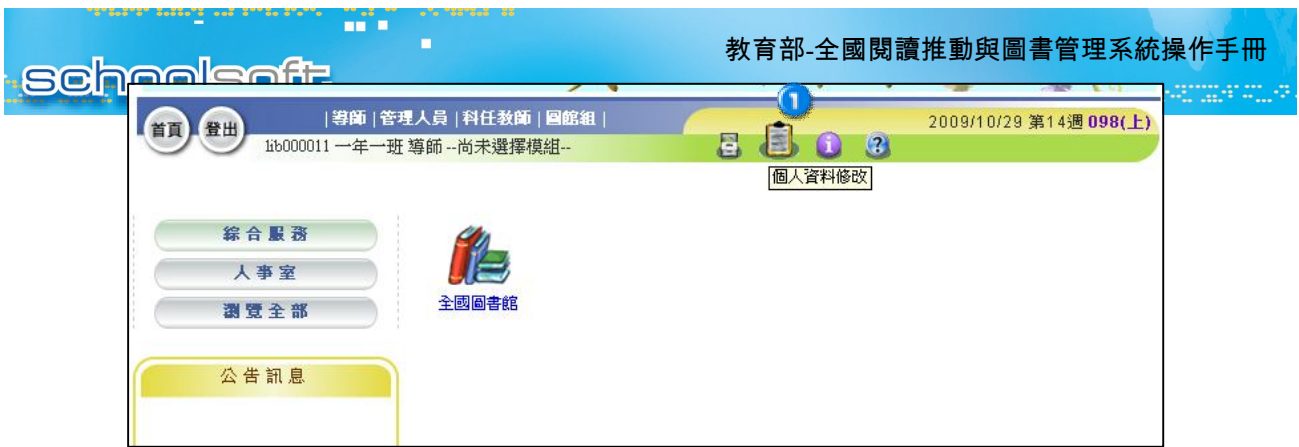 教育部-全國閱讀推動與圖書管理系統操作手冊
schoolsoft
1
首頁 登出 |導師|管理人員|科任教師|圖館組| 2009/10/29 第14週 098(上)
lib000011 一年一班 導師 --尚未選擇模組--
個人資料修改
綜合服務
人事室
瀏覽全部
全國圖書館
公告訊息